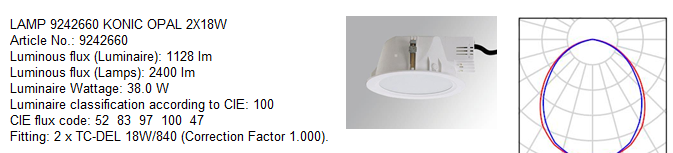 LAMP 9242660 KONIC OPAL 2X18W
Article No.: 9242660
Luminous flux (Luminaire): 1128 lm
Luminous flux (Lamps): 2400 lm
Luminaire Wattage: 38.0 W
Luminaire classification according to CIE: 100
CIE flux code: 52  83  97  100  47
Fitting: 2 x TC-DEL 18W/840 (Correction Factor 1.000).